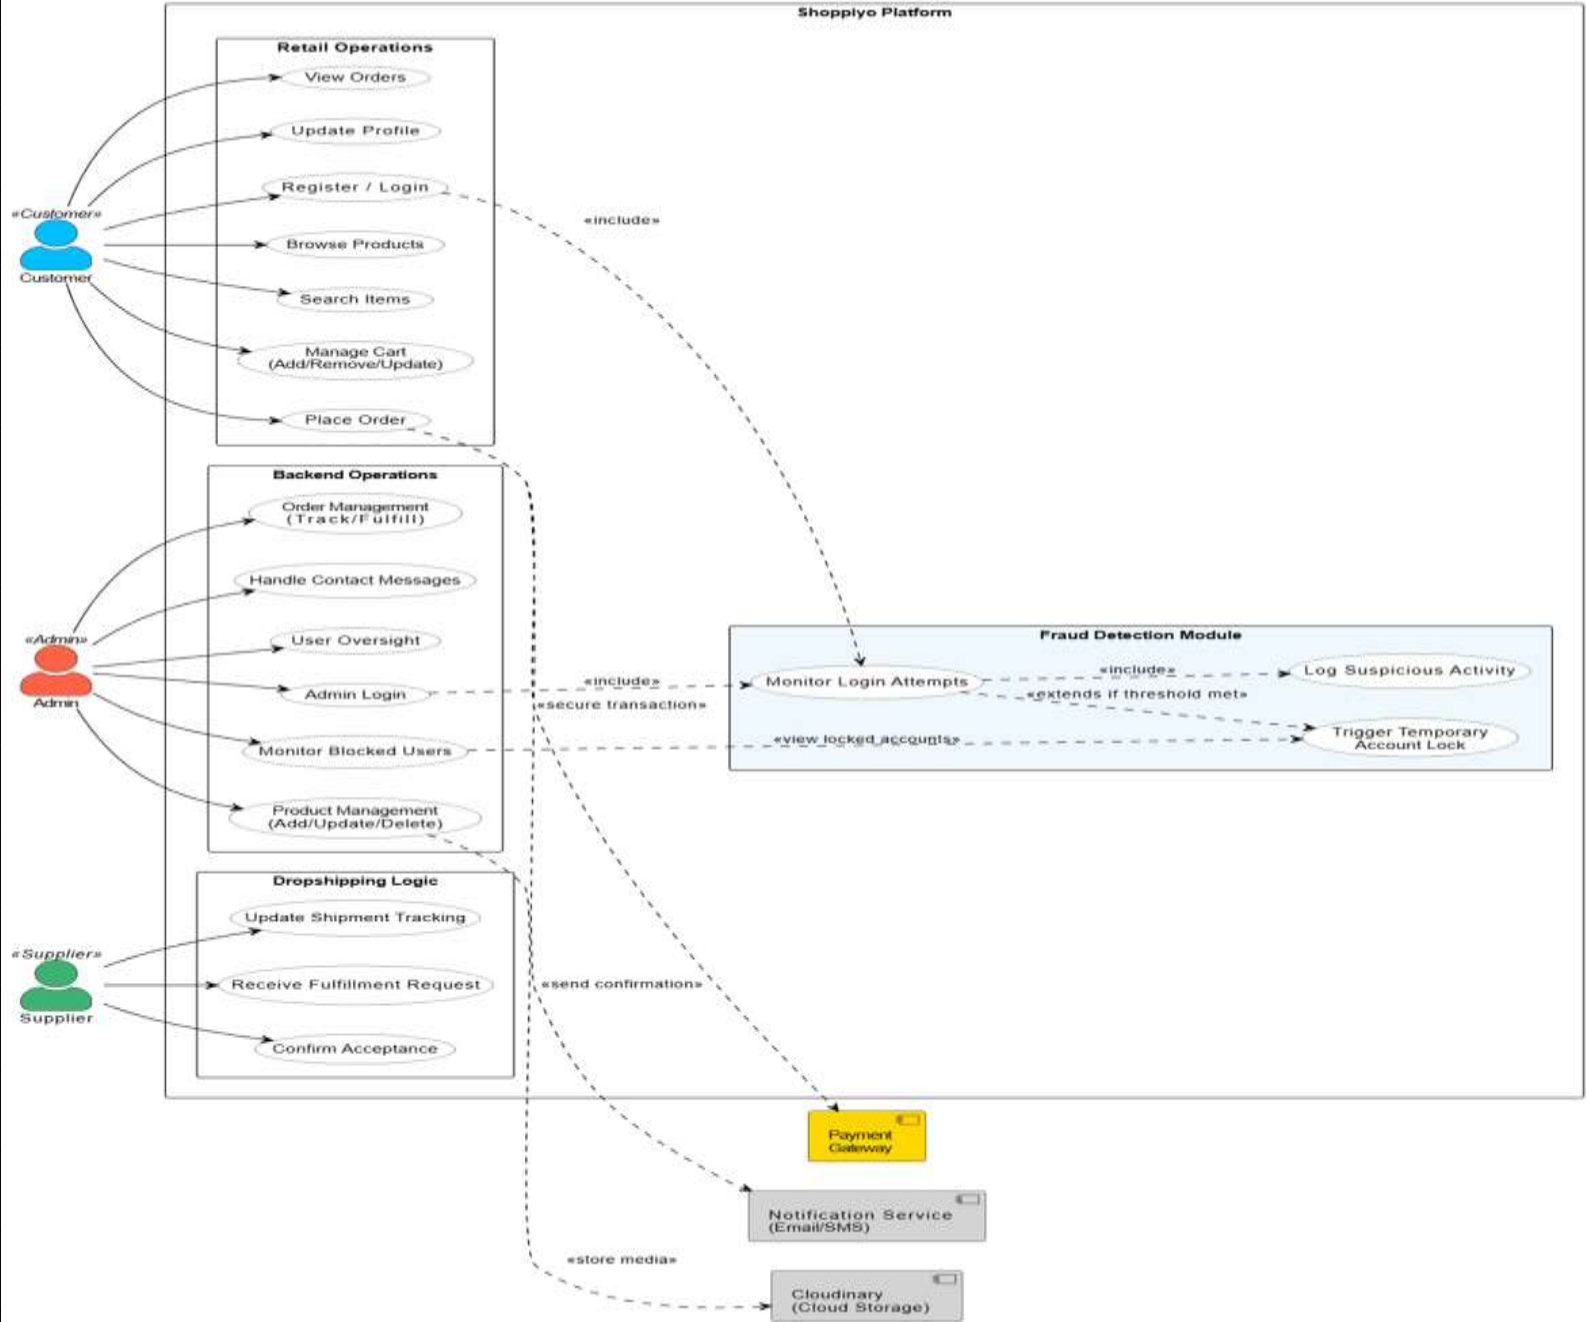 Shoppiyo Platform
Retail Operations
View Orders
Update Profile
Register / Login
«include»
«Customer»
Customer
Browse Products
Search Items
Manage Cart
(Add/Remove/Update)
Place Order
Backend Operations
Order Management
(Track/Fulfill)
Handle Contact Messages
«Admin»
Admin
User Oversight
Admin Login
«include»
«secure transaction»
Monitor Blocked Users
Product Management
(Add/Update/Delete)
Fraud Detection Module
Monitor Login Attempts
«include»
Log Suspicious Activity
«extends if threshold met»
«view locked accounts»
Trigger Temporary
Account Lock
Dropshipping Logic
Update Shipment Tracking
«Supplier»
Supplier
Receive Fulfillment Request
«send confirmation»
Confirm Acceptance
Payment
Gateway
Notification Service
(Email/SMS)
«store media»
Cloudinary
(Cloud Storage)